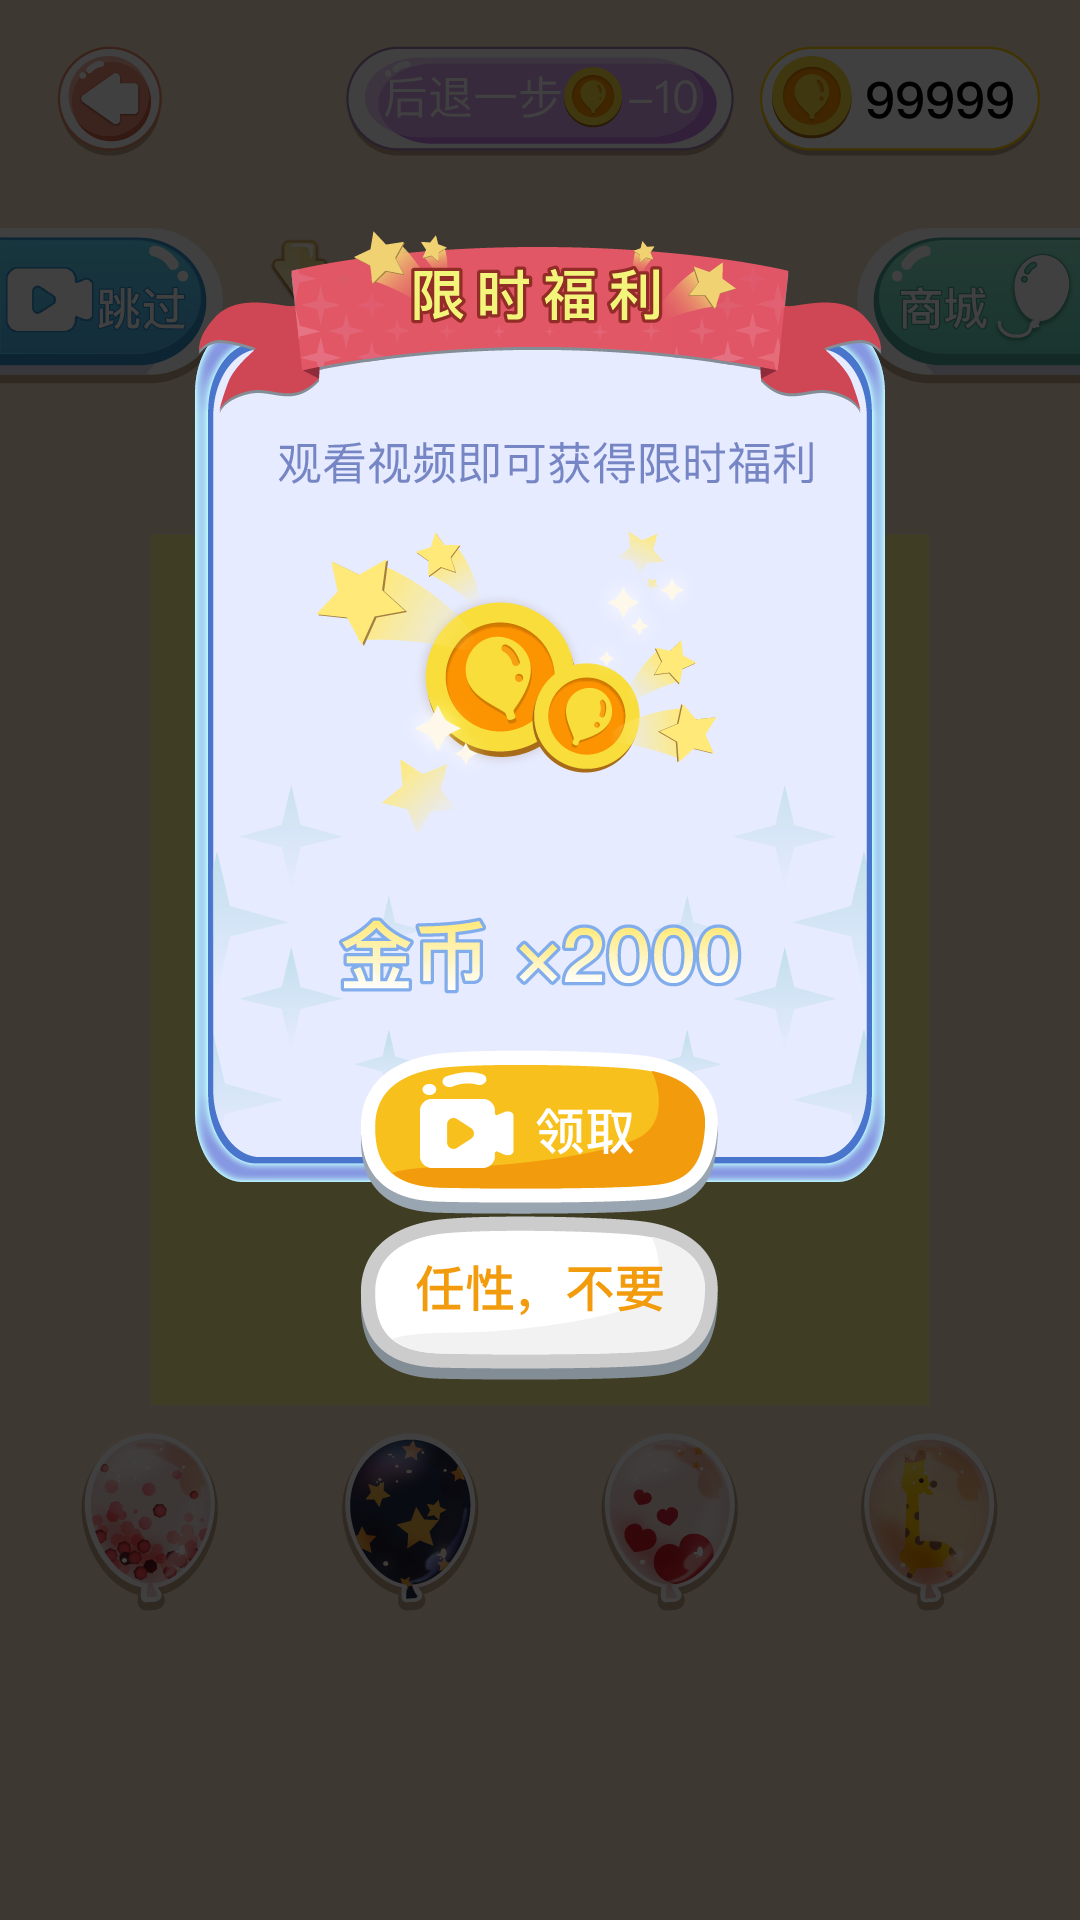 后退一步 -10
99999
跳过
商城
限时福利
观看视频即可获得限时福利
金币 ×2000
领取
任性，不要